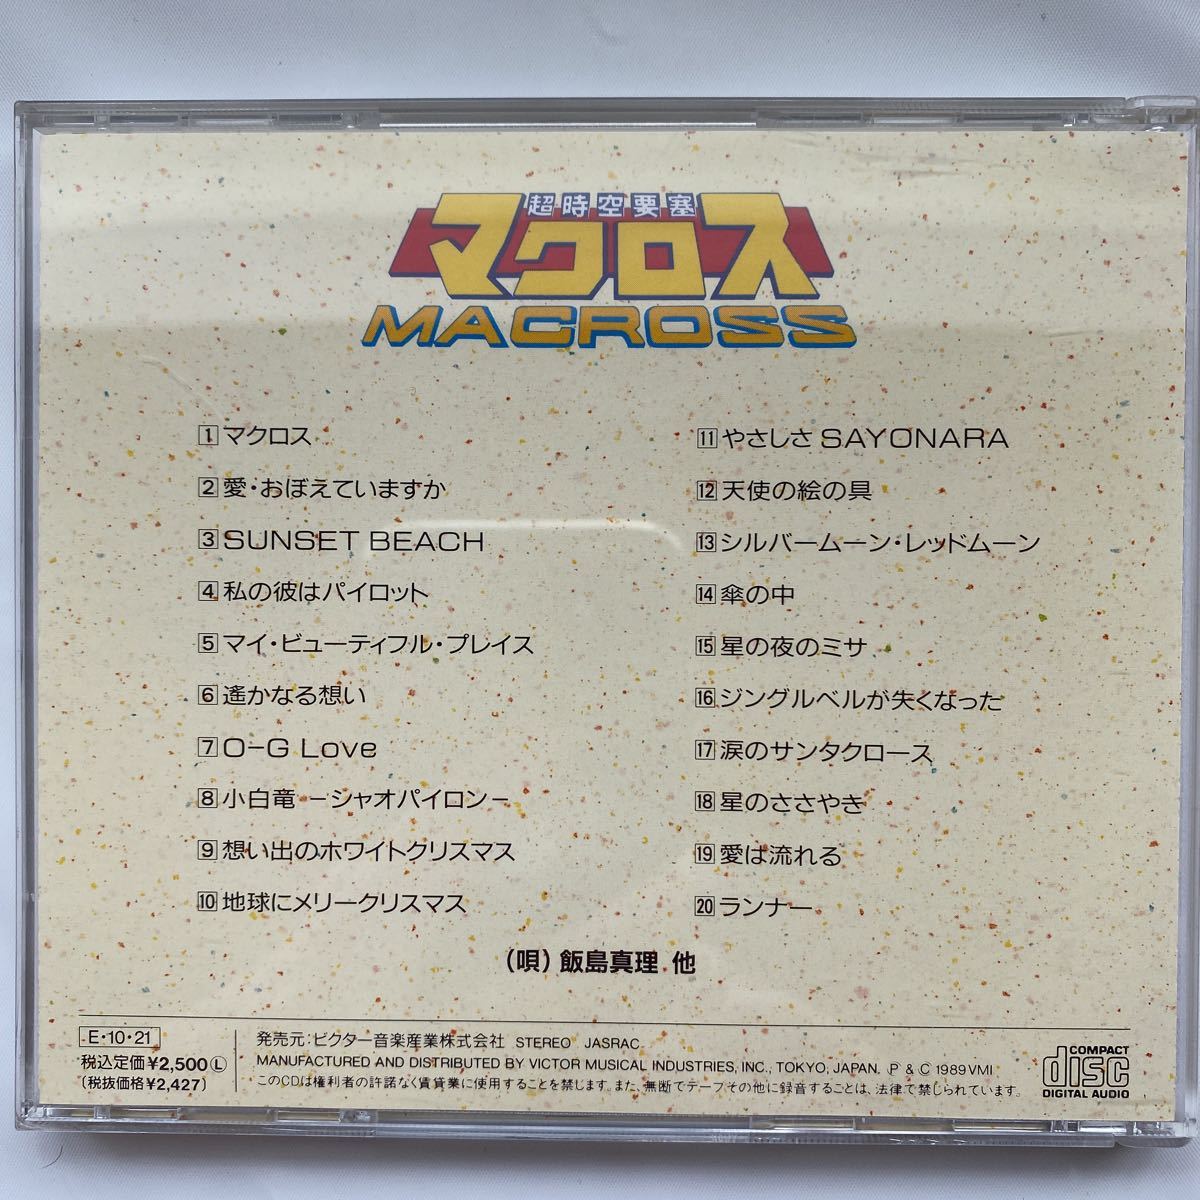 超時空要塞
マクロス
MACROSS
1 マクロス
2 愛・おぼえていますか
3 SUNSET BEACH
4 私の彼はパイロット
5 マイ・ビューティフル・プレイス
6 遙かなる想い
7 O-G Love
8 小白竜 −シャオパイロン−
9 想い出のホワイトクリスマス
10 地球にメリークリスマス
11 やさしさ SAYONARA
12 天使の絵の具
13 シルバームーン・レッドムーン
14 傘の中
15 星の夜のミサ
16 ジングルベルが失くなった
17 涙のサンタクロース
18 星のささやき
19 愛は流れる
20 ランナー
(唄) 飯島真理 他
E・10・21
税込定価¥2,500 Ⓛ
〔税抜価格¥2,427〕
発売元：ビクター音楽産業株式会社 STEREO JASRAC
MANUFACTURED AND DISTRIBUTED BY VICTOR MUSICAL INDUSTRIES, INC., TOKYO, JAPAN. P & C 1989 VMI
このCDは権利者の許諾なく賃貸業に使用することを禁じます。また、無断でテープその他に録音することは、法律で禁じられています。
COMPACT
disc
DIGITAL AUDIO